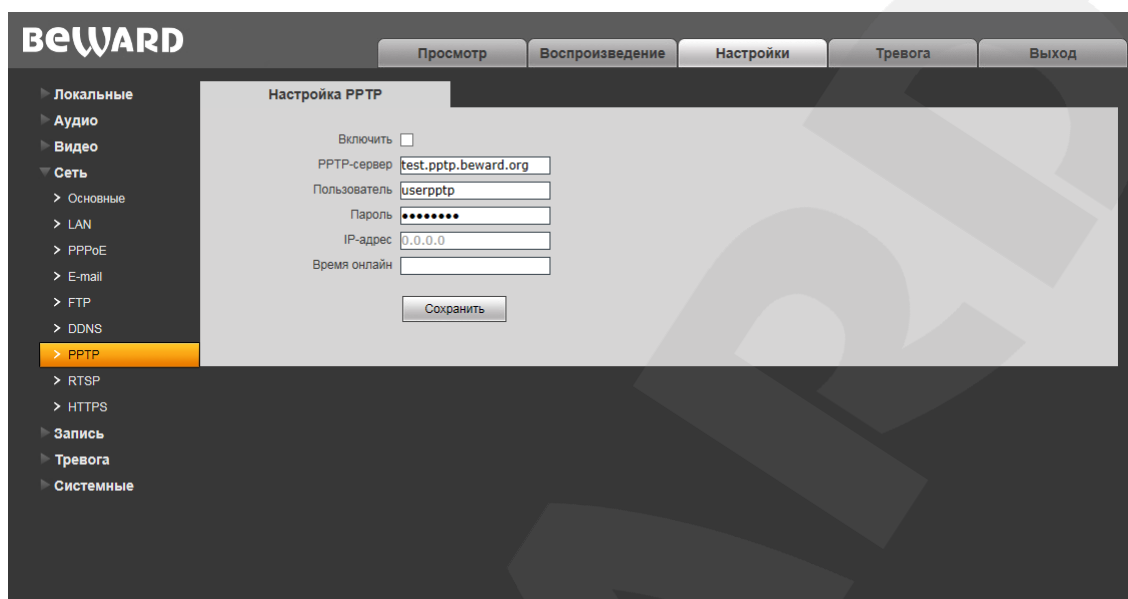 BEWARD
Просмотр
Воспроизведение
Настройки
Тревога
Выход
Локальные
Аудио
Видео
Сеть
Основные
LAN
PPPoE
E-mail
FTP
DDNS
PPTP
RTSP
HTTPS
Запись
Тревога
Системные
Настройка PPTP
Включить
PPTP-сервер test.pptp.beward.org
Пользователь userpptp
Пароль ••••••••
IP-адрес 0.0.0.0
Время онлайн
Сохранить